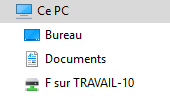 Ce PC
Bureau
Documents
F sur TRAVAIL-10